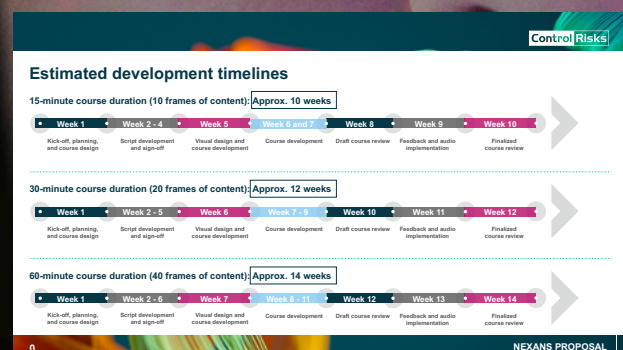 Control Risks
Estimated development timelines
15-minute course duration (10 frames of content): Approx. 10 weeks
Week 1 Week 2 - 4 Week 5 Week 6 and 7 Week 8 Week 9 Week 10
Kick-off, planning, Script development Visual design and Course development Draft course review Feedback and audio Finalized
and course design and sign-off course development implementation course review
30-minute course duration (20 frames of content): Approx. 12 weeks
Week 1 Week 2 - 5 Week 6 Week 7 - 9 Week 10 Week 11 Week 12
Kick-off, planning, Script development Visual design and Course development Draft course review Feedback and audio Finalized
and course design and sign-off course development implementation course review
60-minute course duration (40 frames of content): Approx. 14 weeks
Week 1 Week 2 - 6 Week 7 Week 8 - 11 Week 12 Week 13 Week 14
Kick-off, planning, Script development Visual design and Course development Draft course review Feedback and audio Finalized
and course design and sign-off course development implementation course review
0 NEXANS PROPOSAL